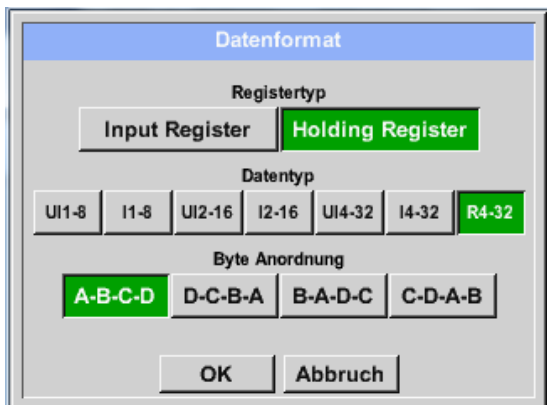 Datenformat
Registertyp
Input Register Holding Register
Datentyp
UI1-8 I1-8 UI2-16 I2-16 UI4-32 I4-32 R4-32
Byte Anordnung
A-B-C-D D-C-B-A B-A-D-C C-D-A-B
OK Abbruch